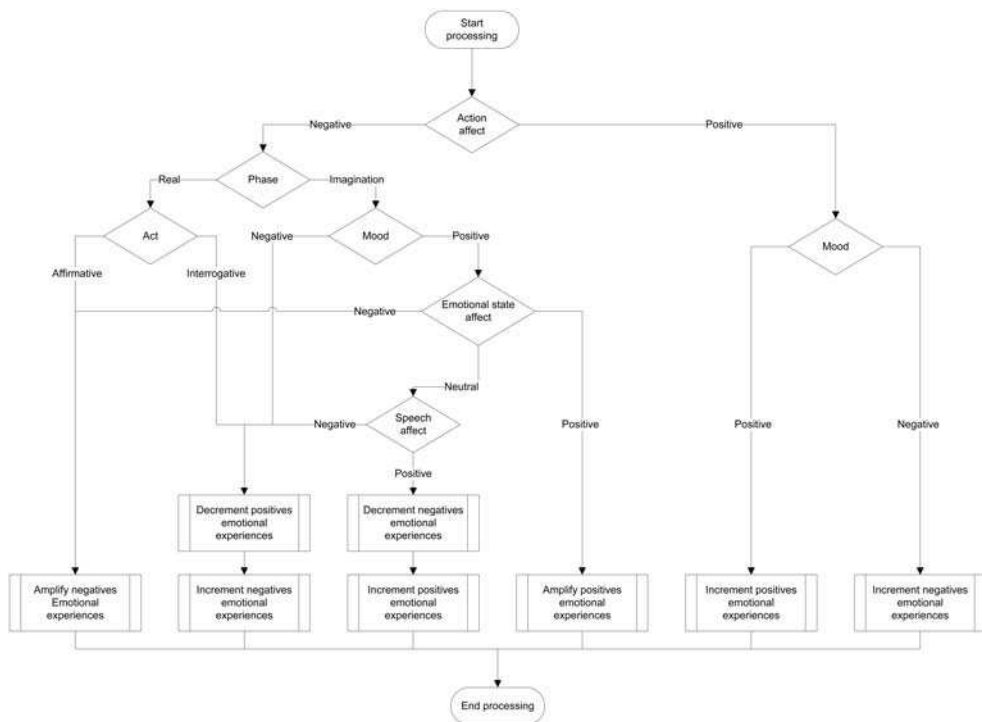 Start
processing
Action
affect
Negative
Positive
Phase
Real
Imagination
Act
Mood
Negative
Positive
Mood
Affirmative
Interrogative
Emotional state
affect
Negative
Neutral
Speech
affect
Negative
Positive
Positive
Negative
Positive
Decrement positives
emotional
experiences
Decrement negatives
emotional
experiences
Amplify negatives
Emotional
experiences
Increment negatives
emotional
experiences
Increment positives
emotional
experiences
Amplify positives
emotional
experiences
Increment positives
emotional
experiences
Increment negatives
emotional
experiences
End processing